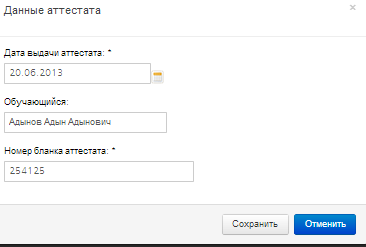 Данные аттестата
×
Дата выдачи аттестата: *
20.06.2013
Обучающийся:
Адынов Адын Адынович
Номер бланка аттестата: *
254125
Сохранить Отменить